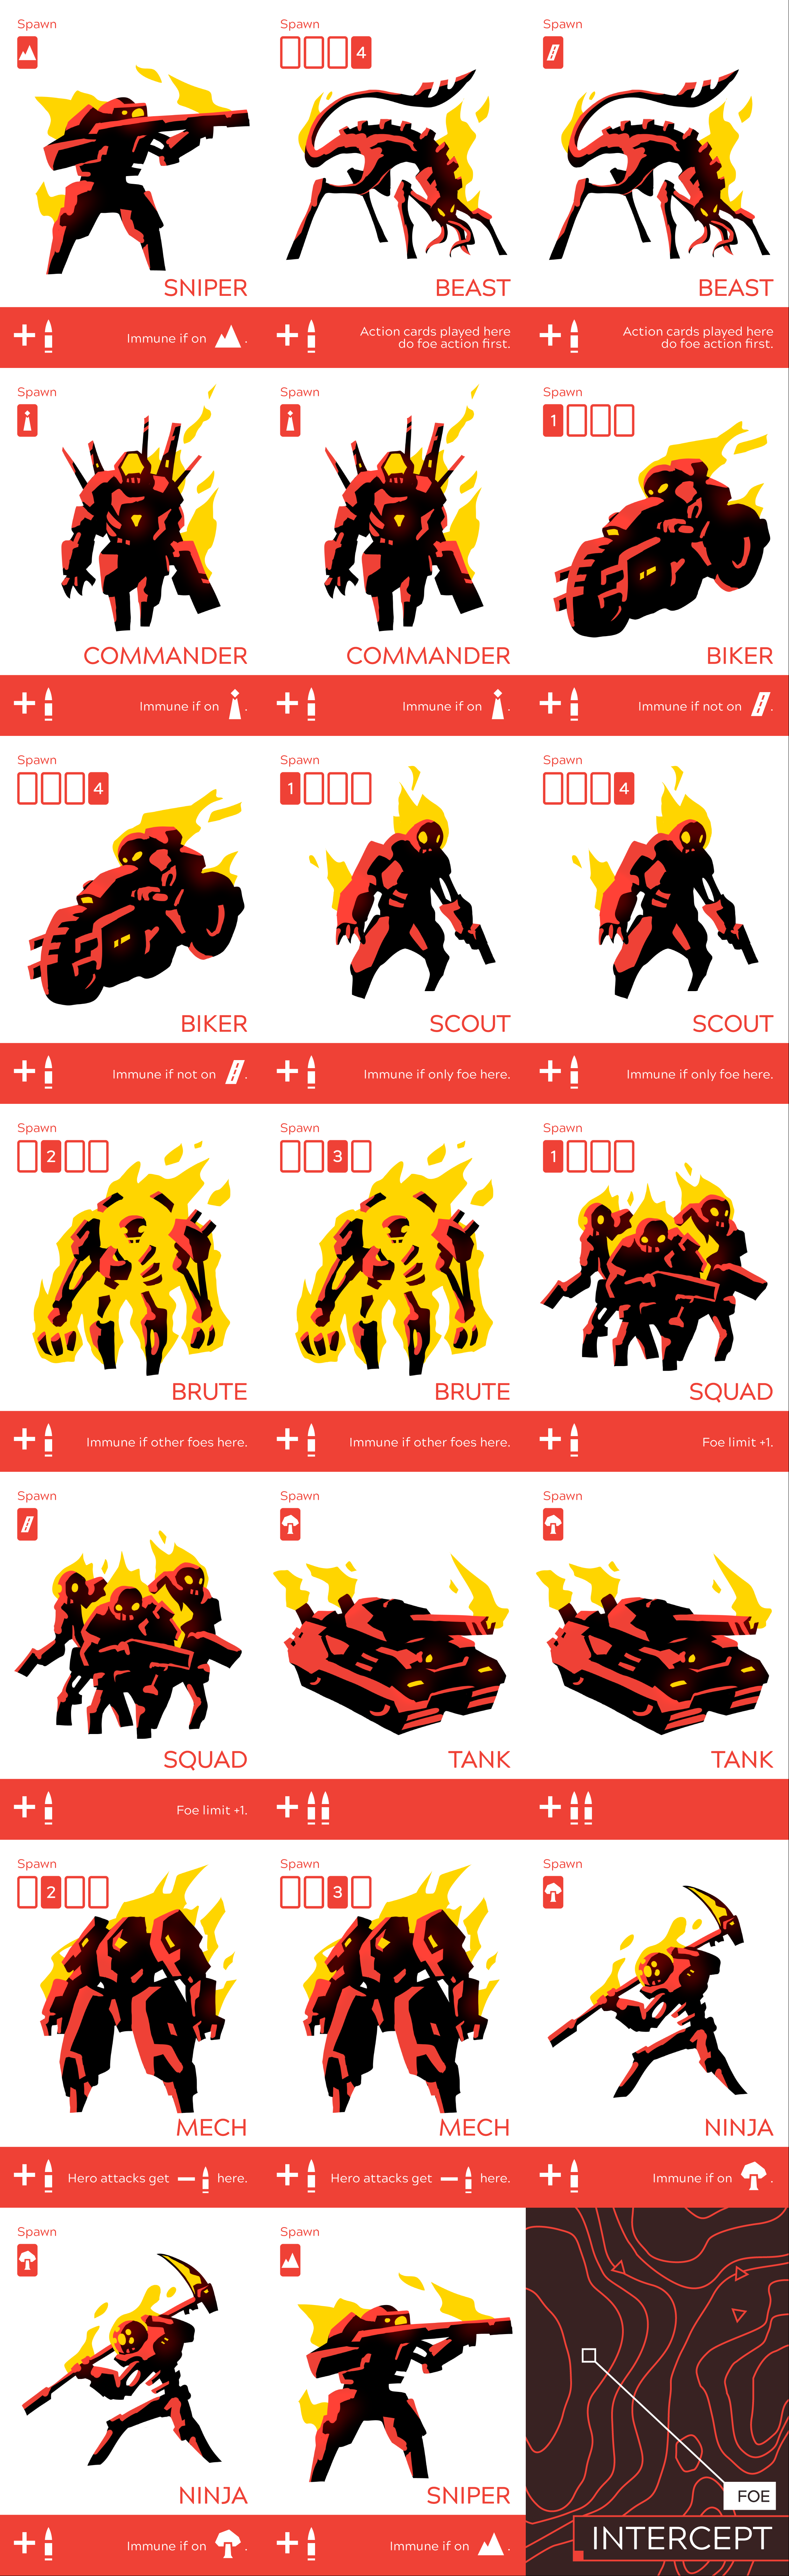 Spawn
SNIPER
Immune if on .
Spawn
4
BEAST
Action cards played here
do foe action first.
Spawn
BEAST
Action cards played here
do foe action first.
Spawn
COMMANDER
Immune if on .
Spawn
COMMANDER
Immune if on .
Spawn
1
BIKER
Immune if not on .
Spawn
4
BIKER
Immune if not on .
Spawn
1
SCOUT
Immune if only foe here.
Spawn
4
SCOUT
Immune if only foe here.
Spawn
2
BRUTE
Immune if other foes here.
Spawn
3
BRUTE
Immune if other foes here.
Spawn
1
SQUAD
Foe limit +1.
Spawn
SQUAD
Foe limit +1.
Spawn
TANK
Spawn
TANK
Spawn
2
MECH
Hero attacks get here.
Spawn
3
MECH
Hero attacks get here.
Spawn
NINJA
Immune if on .
Spawn
NINJA
Immune if on .
Spawn
SNIPER
Immune if on .
FOE
INTERCEPT